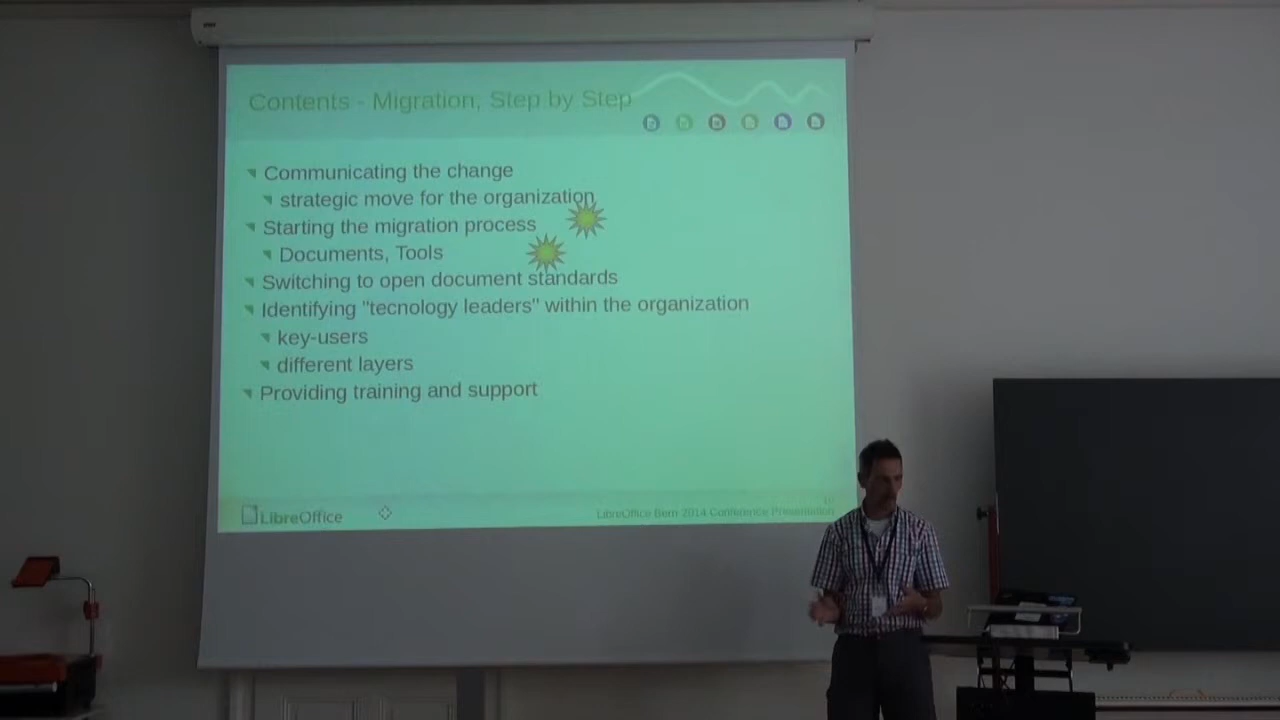 Contents - Migration, Step by Step
Communicating the change
strategic move for the organization
Starting the migration process
Documents, Tools
Switching to open document standards
Identifying "tecnology leaders" within the organization
key-users
different layers
Providing training and support
LibreOffice
LibreOffice Bern 2014 Conference Presentation